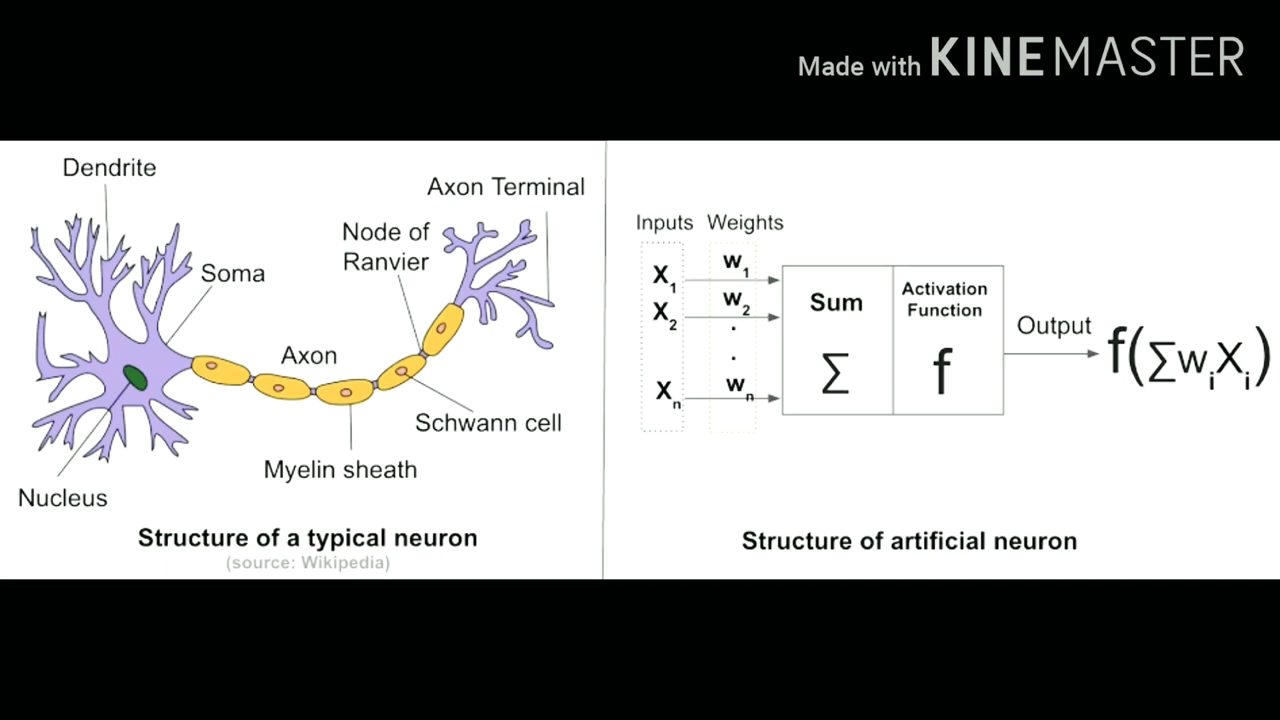 Made with KINEMASTER
Dendrite
Axon Terminal
Node of
Ranvier
Soma
Axon
Schwann cell
Myelin sheath
Nucleus
Structure of a typical neuron
(source: Wikipedia)
Inputs Weights
X1 w1
X2 w2
.
.
Xn wn
Sum
Σ
Activation
Function
f
Output
f(∑wiXi)
Structure of artificial neuron